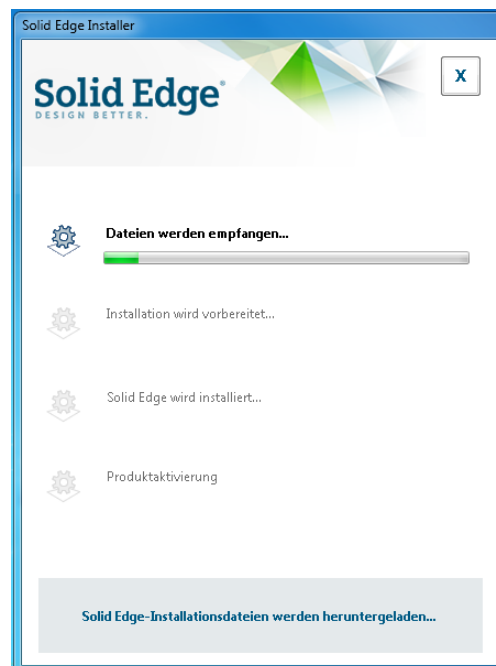 Solid Edge Installer
X
Solid Edge®
DESIGN BETTER.
Dateien werden empfangen...
Installation wird vorbereitet...
Solid Edge wird installiert...
Produktaktivierung
Solid Edge-Installationsdateien werden heruntergeladen...